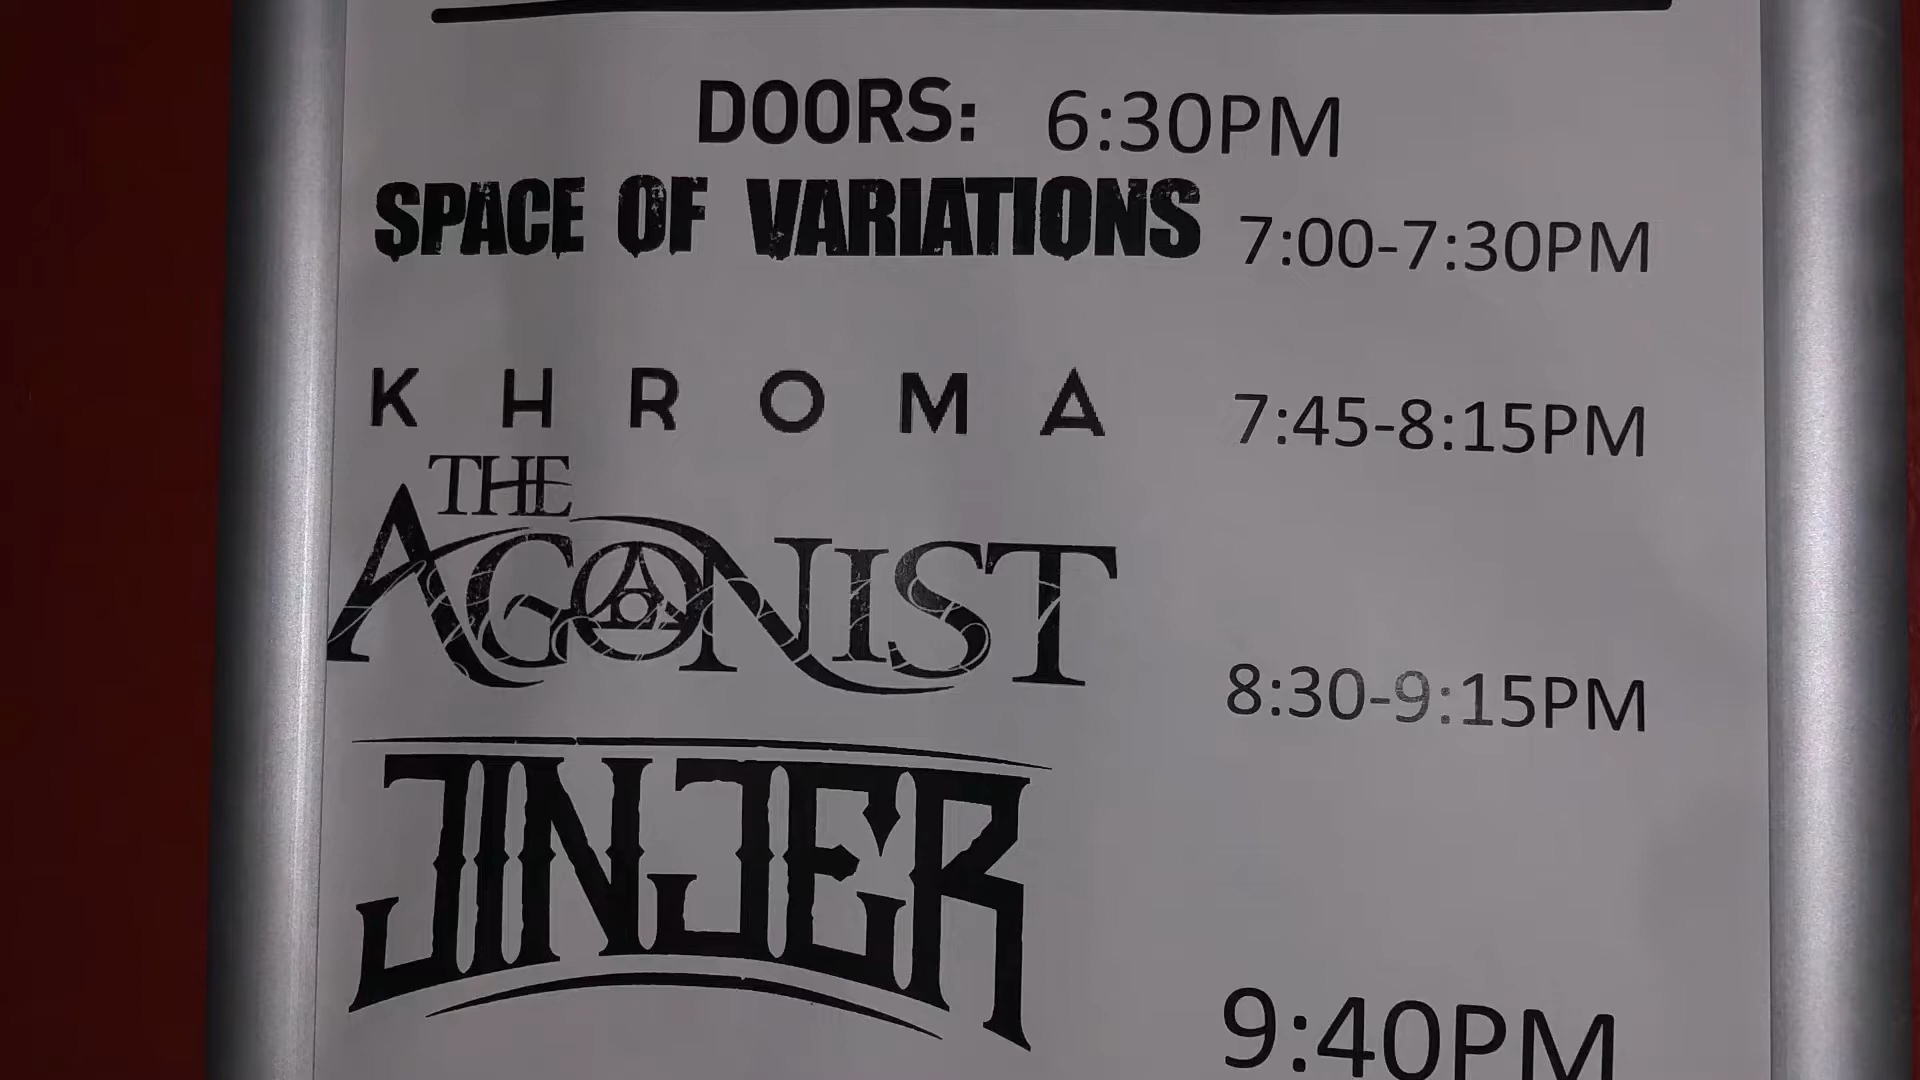 DOORS: 6:30PM
SPACE OF VARIATIONS 7:00-7:30PM
KHROMA 7:45-8:15PM
THE
AGONIST 8:30-9:15PM
JINJER 9:40PM